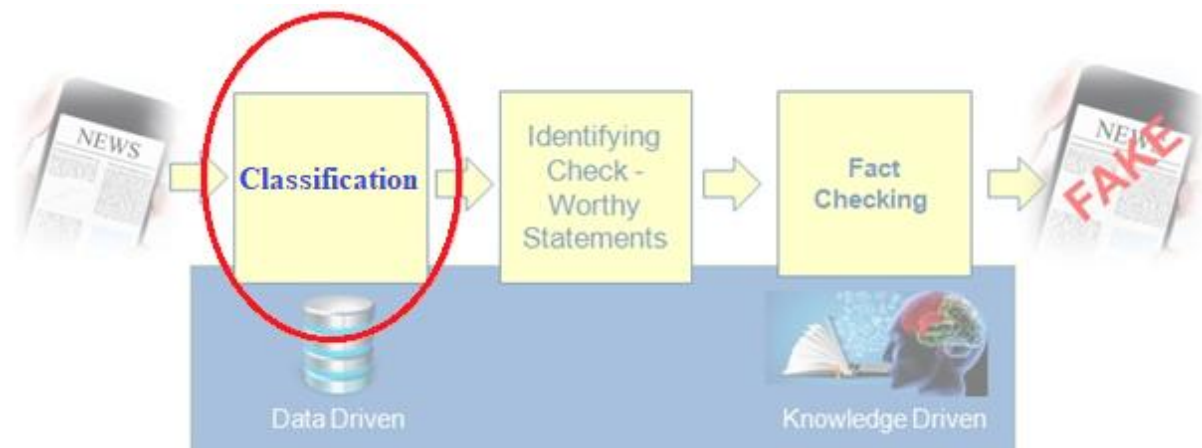 NEWS
Classification
Identifying
Check -
Worthy
Statements
Fact
Checking
NEWS
FAKE
Data Driven
Knowledge Driven